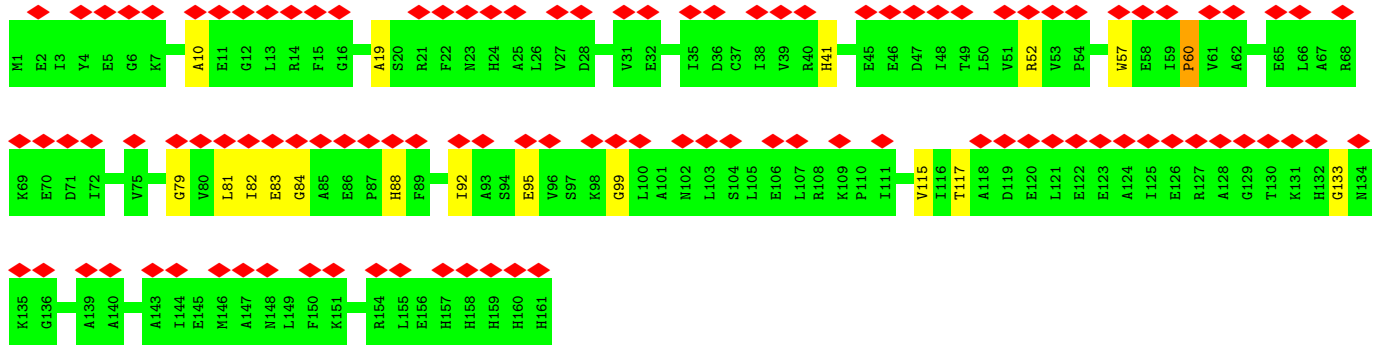 M1 E2 I3 Y4 E5 G6 K7 A10 E11 G12 L13 R14 F15 G16 A19 S20 R21 F22 N23 H24 A25 L26 V27 D28 V31 E32 I35 D36 C37 I38 V39 R40 H41 E45 E46 D47 I48 T49 L50 V51 R52 V53 P54 W57 E58 I59 P60 V61 A62 E65 L66 A67 R68
K69 E70 D71 I72 V75 G79 V80 L81 I82 E83 G84 A85 E86 P87 H88 F89 I92 A93 S94 E95 V96 S97 K98 G99 L100 A101 N102 L103 S104 L105 E106 L107 R108 K109 P110 I111 V115 I116 T117 A118 D119 E120 L121 E122 E123 A124 I125 E126 R127 A128 G129 T130 K131 H132 G133 N134
K135 G136 A139 A140 A143 I144 E145 M146 A147 N148 L149 F150 K151 R154 L155 E156 H157 H158 H159 H160 H161